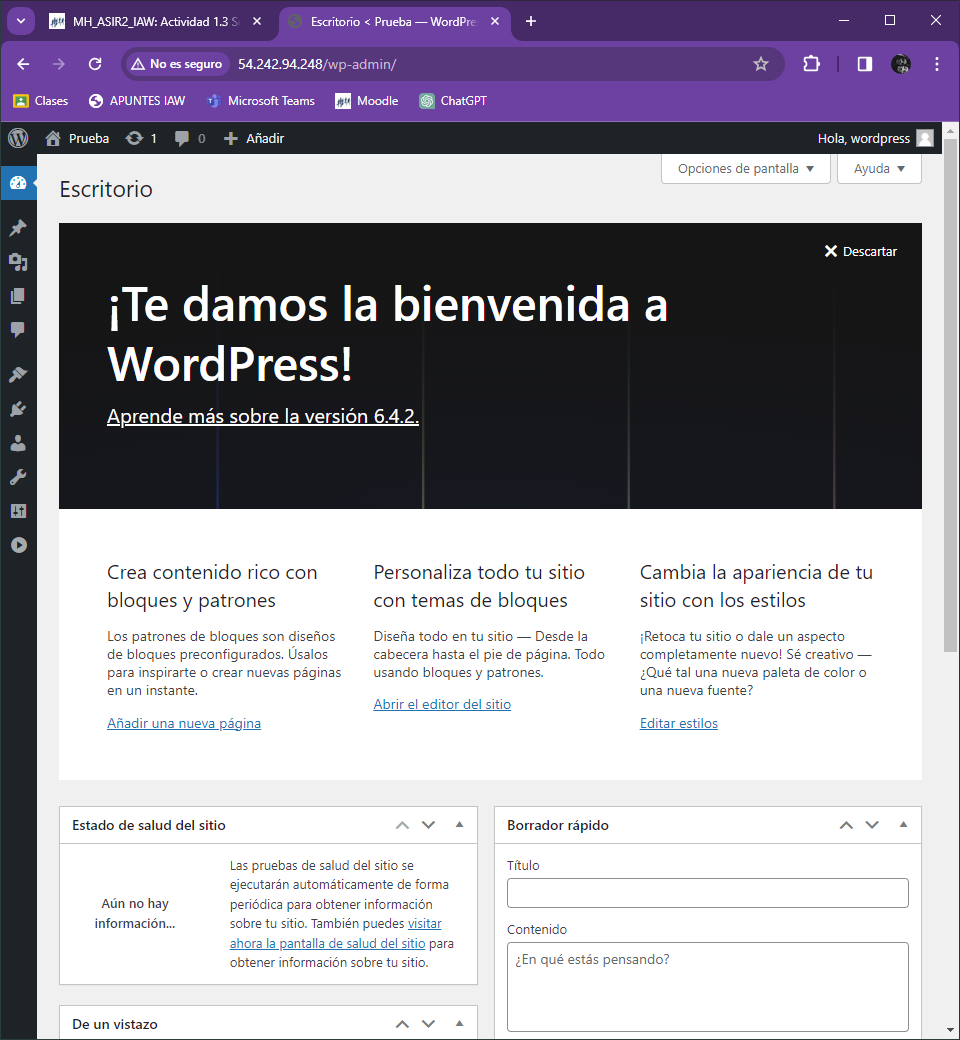 MH_ASIR2_IAW: Actividad 1.3 S
Escritorio < Prueba — WordPre
No es seguro
54.242.94.248/wp-admin/
Clases
APUNTES IAW
Microsoft Teams
Moodle
ChatGPT
Prueba
1
0
Añadir
Hola, wordpress
Opciones de pantalla
Ayuda
Escritorio
Descartar
¡Te damos la bienvenida a
WordPress!
Aprende más sobre la versión 6.4.2.
Crea contenido rico con
bloques y patrones
Los patrones de bloques son diseños
de bloques preconfigurados. Úsalos
para inspirarte o crear nuevas páginas
en un instante.
Añadir una nueva página
Personaliza todo tu sitio
con temas de bloques
Diseña todo en tu sitio — Desde la
cabecera hasta el pie de página. Todo
usando bloques y patrones.
Abrir el editor del sitio
Cambia la apariencia de tu
sitio con los estilos
¡Retoca tu sitio o dale un aspecto
completamente nuevo! Sé creativo —
¿Qué tal una nueva paleta de color o
una nueva fuente?
Editar estilos
Estado de salud del sitio
Aún no hay
información...
Las pruebas de salud del sitio se
ejecutarán automáticamente de forma
periódica para obtener información
sobre tu sitio. También puedes visitar
ahora la pantalla de salud del sitio para
obtener información sobre tu sitio.
De un vistazo
Borrador rápido
Título
Contenido
¿En qué estás pensando?